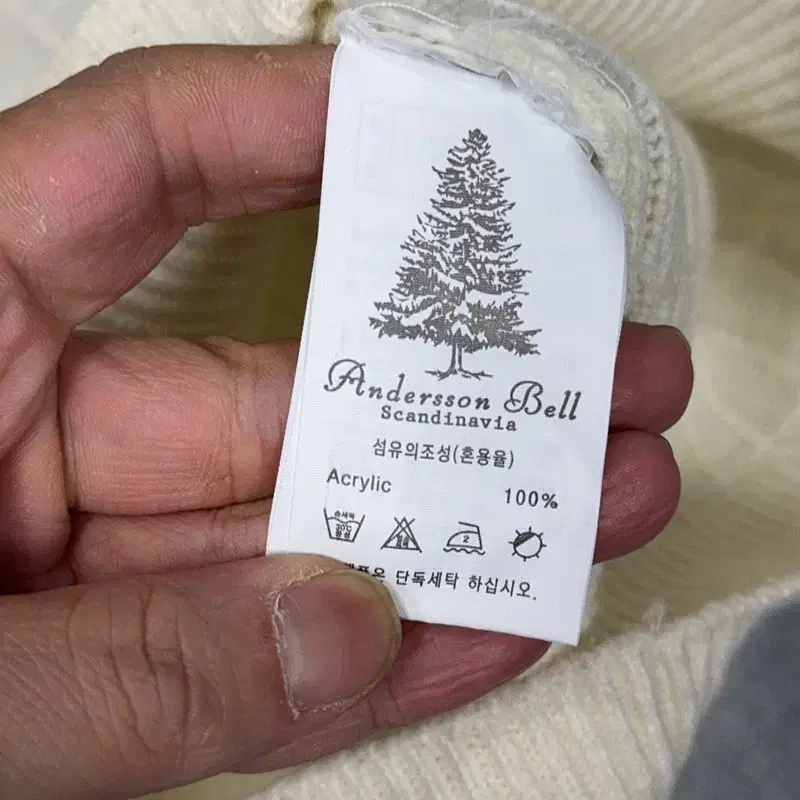 Andersson Bell
Scandinavia
섬유의조성(혼용율)
Acrylic 100%
손세탁
30℃
중성
2
단독세탁 하십시오.